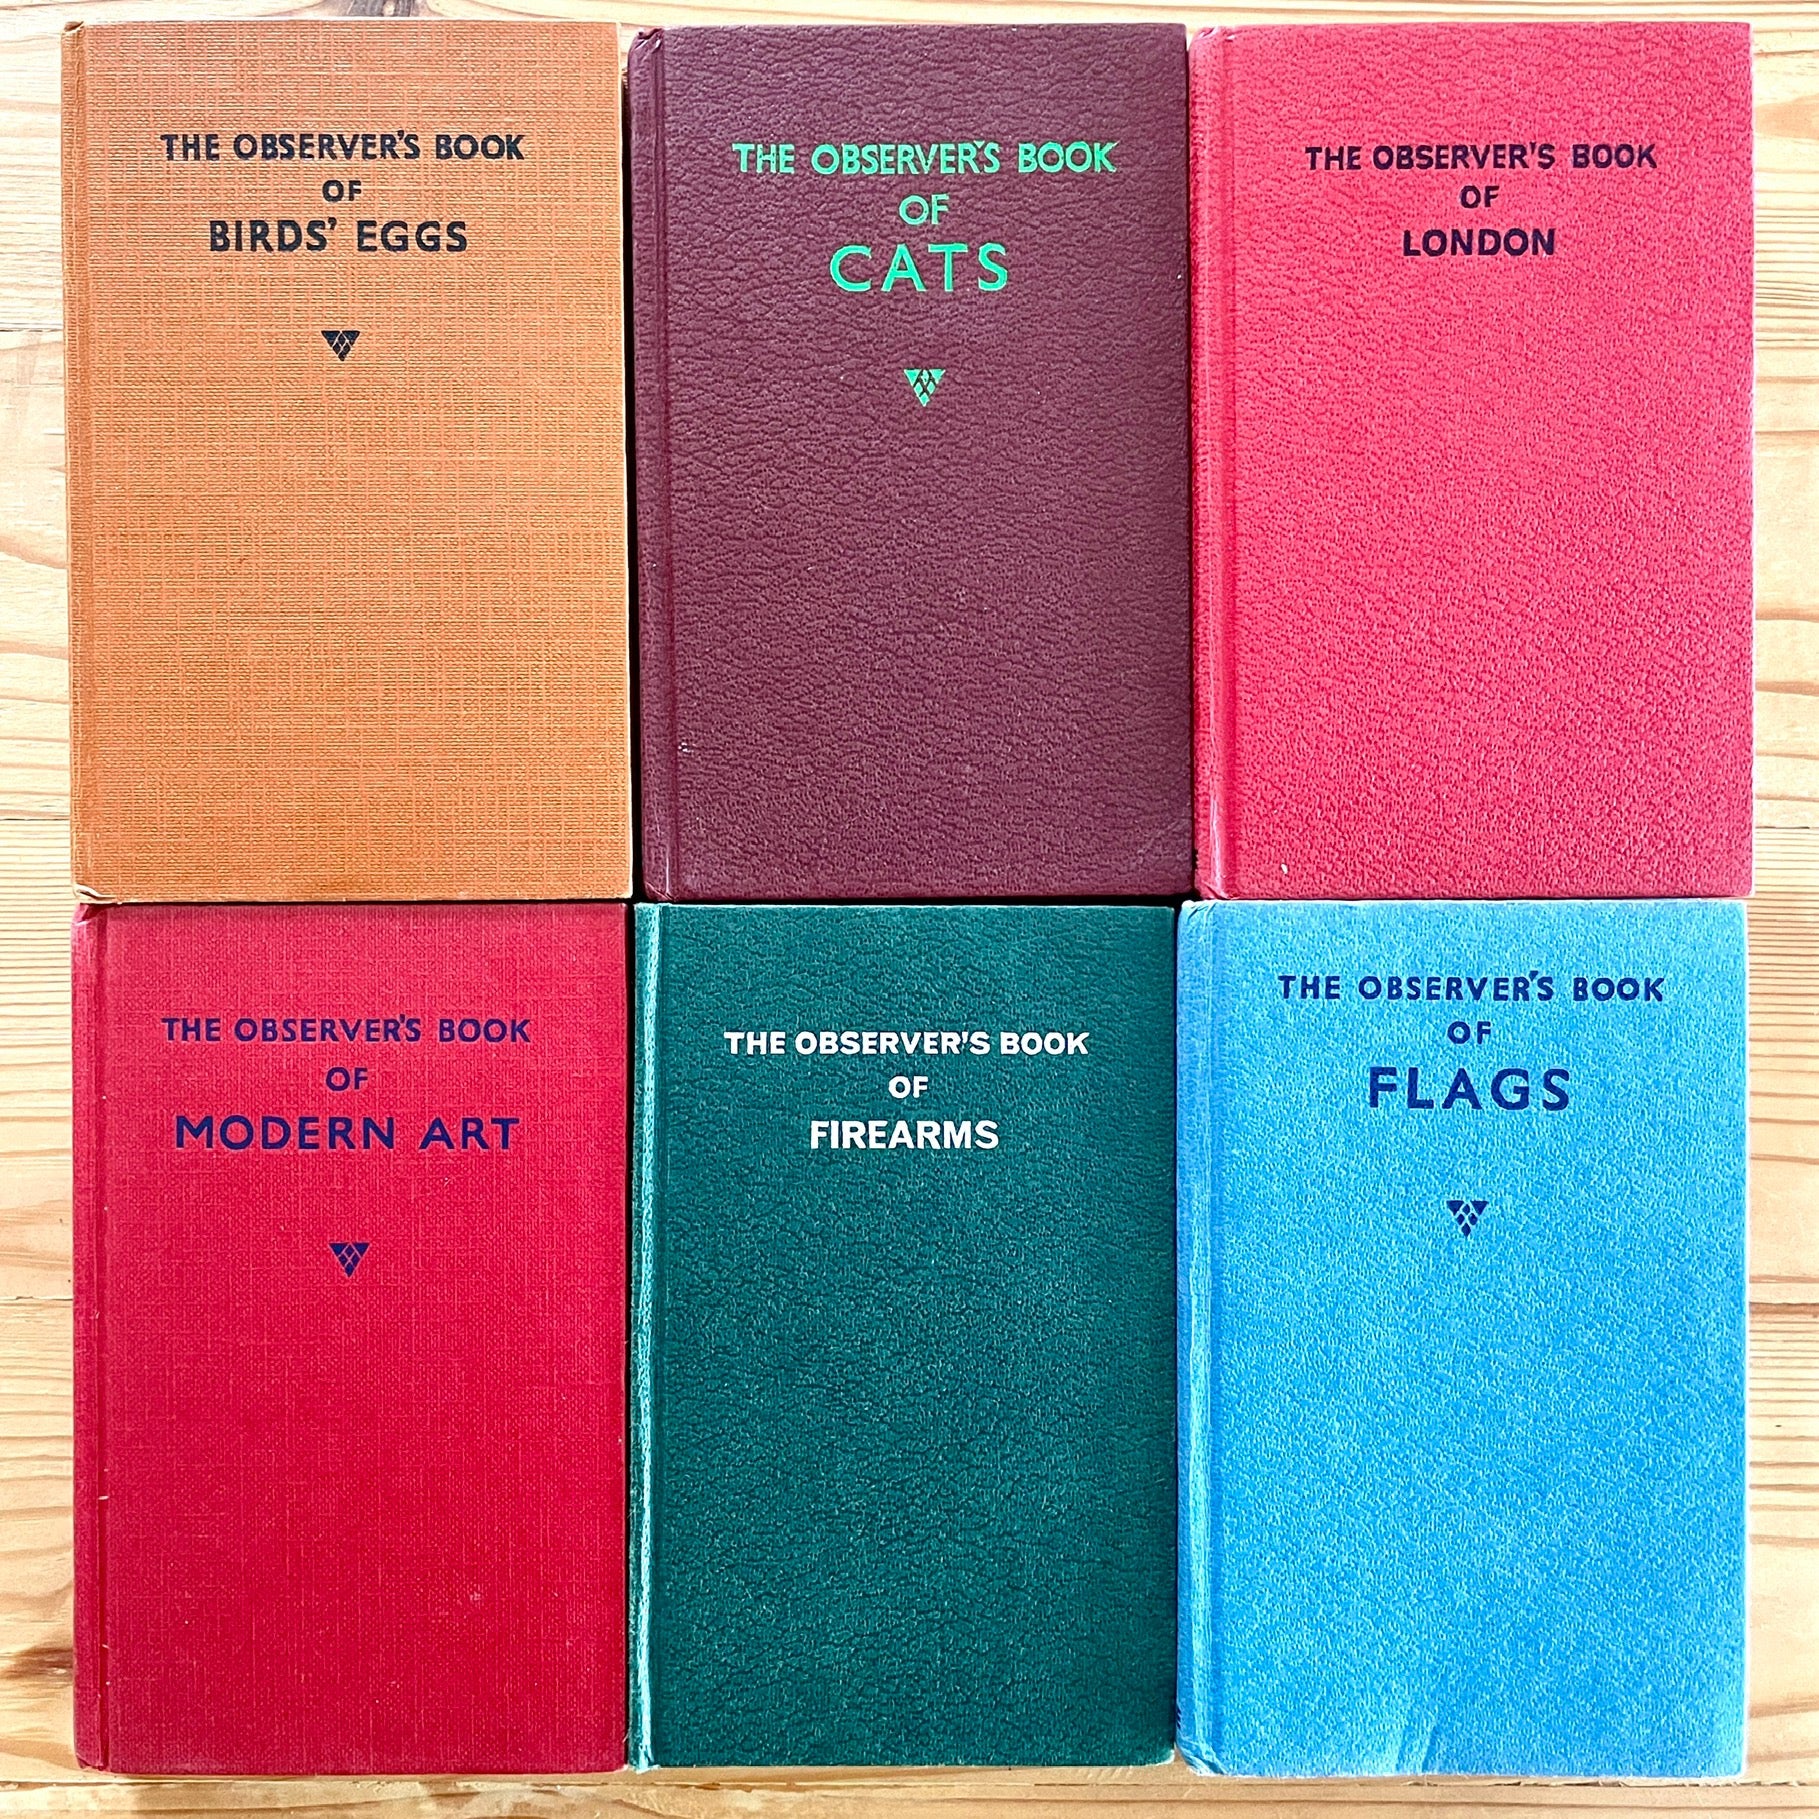 THE OBSERVER'S BOOK
OF
BIRDS' EGGS
THE OBSERVER'S BOOK
OF
CATS
THE OBSERVER'S BOOK
OF
LONDON
THE OBSERVER'S BOOK
OF
MODERN ART
THE OBSERVER'S BOOK
OF
FIREARMS
THE OBSERVER'S BOOK
OF
FLAGS